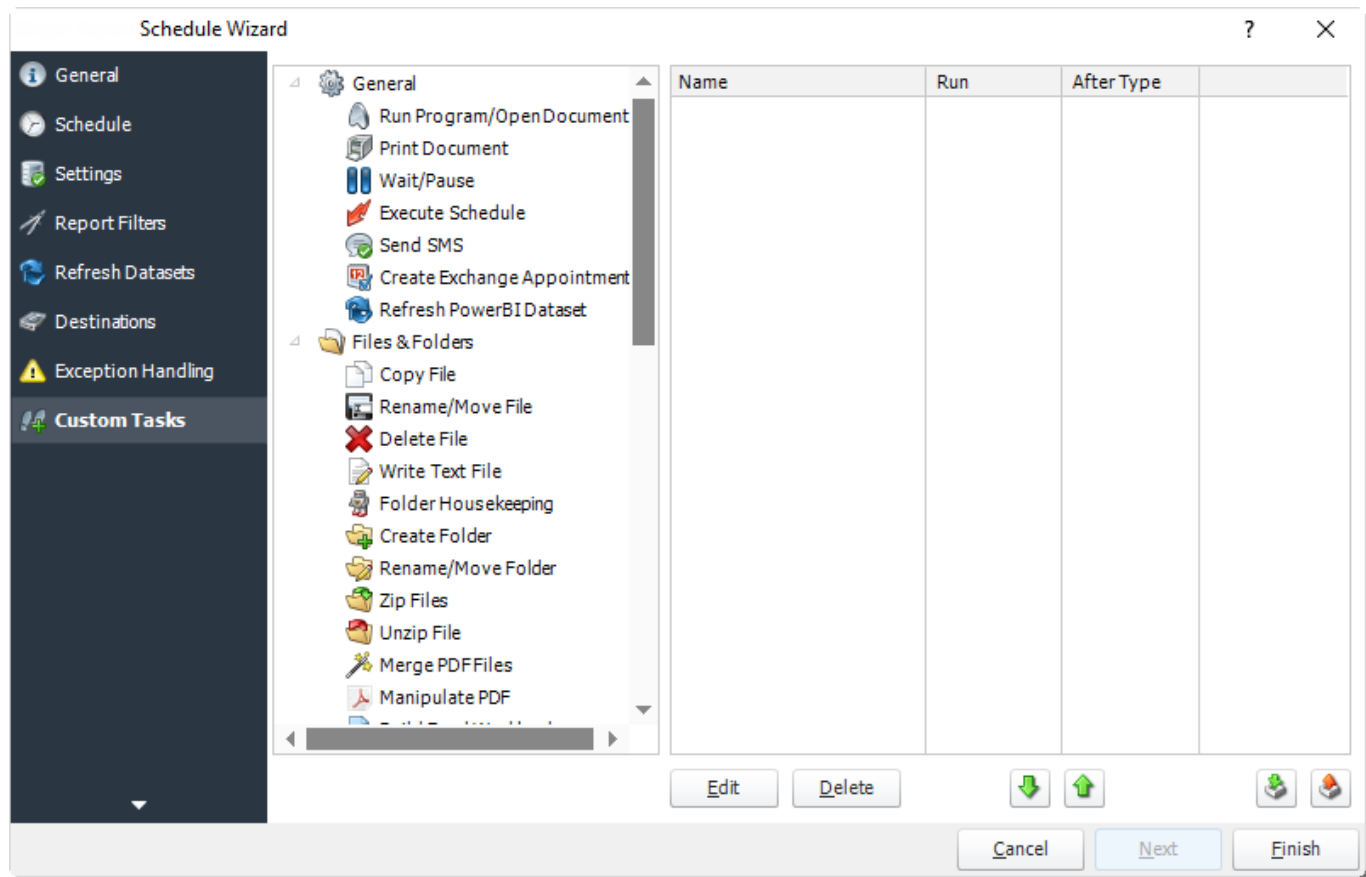 Schedule Wizard
?
General
Schedule
Settings
Report Filters
Refresh Datasets
Destinations
Exception Handling
Custom Tasks
General
Run Program/Open Document
Print Document
Wait/Pause
Execute Schedule
Send SMS
Create Exchange Appointment
Refresh PowerBI Dataset
Files & Folders
Copy File
Rename/Move File
Delete File
Write Text File
Folder Housekeeping
Create Folder
Rename/Move Folder
Zip Files
Unzip File
Merge PDF Files
Manipulate PDF
Name Run After Type
Edit Delete
Cancel Next Finish